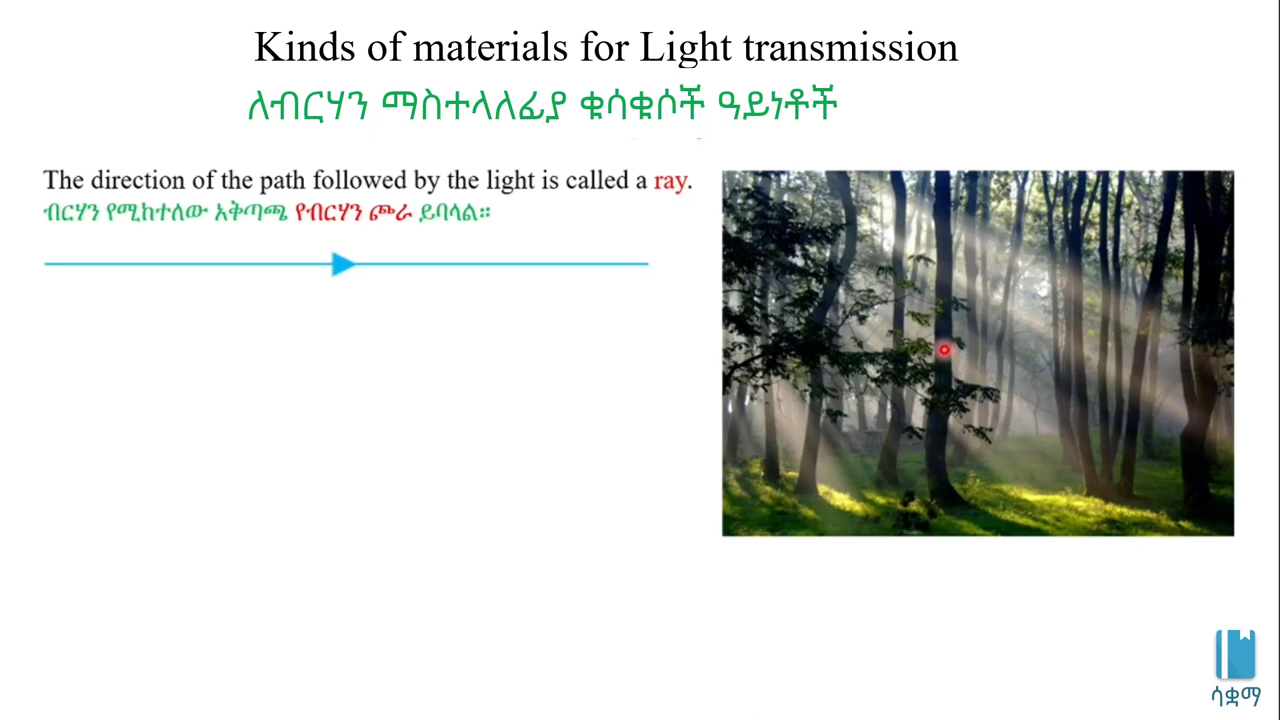 Kinds of materials for Light transmission
ለብርሃን ማስተላለፊያ ቁሳቁሶች ዓይነቶች
The direction of the path followed by the light is called a ray.
ብርሃን የሚከተለው አቅጣጫ የብርሃን ጮራ ይባላል።
ሳቋማ